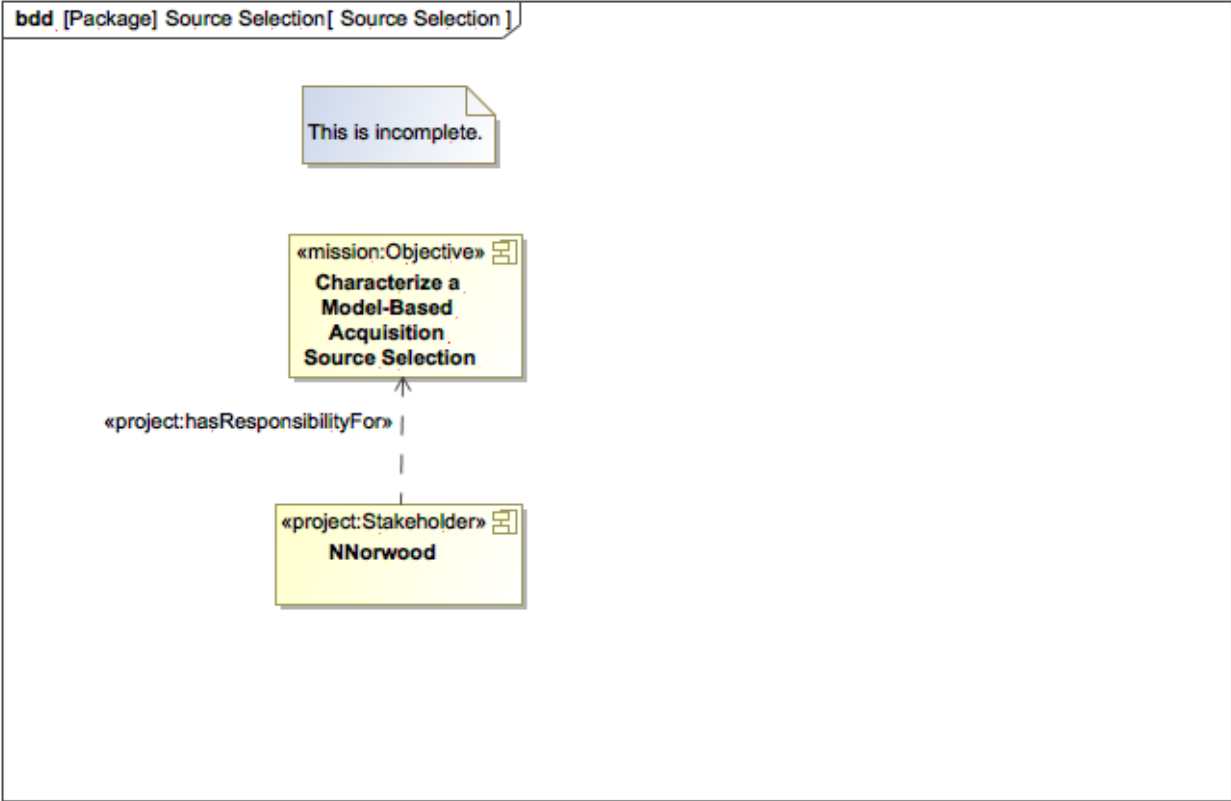 bdd [Package] Source Selection[ Source Selection ]
This is incomplete.
«mission:Objective»
Characterize a
Model-Based
Acquisition
Source Selection
«project:hasResponsibilityFor»
«project:Stakeholder»
NNorwood